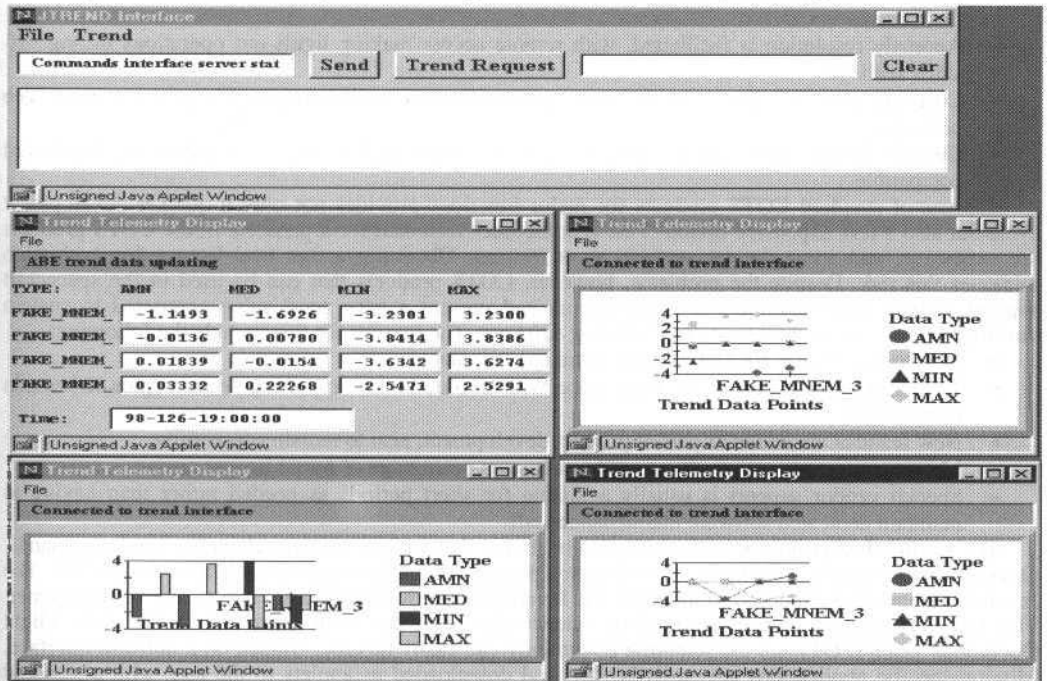 JTREND Interface
File Trend
Commands interface server stat Send Trend Request Clear
Unsigned Java Applet Window
Trend Telemetry Display
File
ABE trend data updating
TYPE: AMN MED MIN MAX
FAKE_MNEM_ -1.1493 -1.6926 -3.2301 3.2300
FAKE_MNEM_ -0.0136 0.00780 -3.8414 3.8386
FAKE_MNEM_ 0.01839 -0.0154 -3.6342 3.6274
FAKE_MNEM_ 0.03332 0.22268 -2.5471 2.5291
Time: 98-126-19:00:00
Unsigned Java Applet Window
Trend Telemetry Display
File
Connected to trend interface
4
2
0
-2
-4
FAKE_MNEM_3
Trend Data Points
Data Type
AMN
MED
MIN
MAX
Unsigned Java Applet Window
Trend Telemetry Display
File
Connected to trend interface
4
0
-4
FAKE_MNEM_3
Trend Data Points
Data Type
AMN
MED
MIN
MAX
Unsigned Java Applet Window
Trend Telemetry Display
File
Connected to trend interface
4
0
-4
FAKE_MNEM_3
Trend Data Points
Data Type
AMN
MED
MIN
MAX
Unsigned Java Applet Window